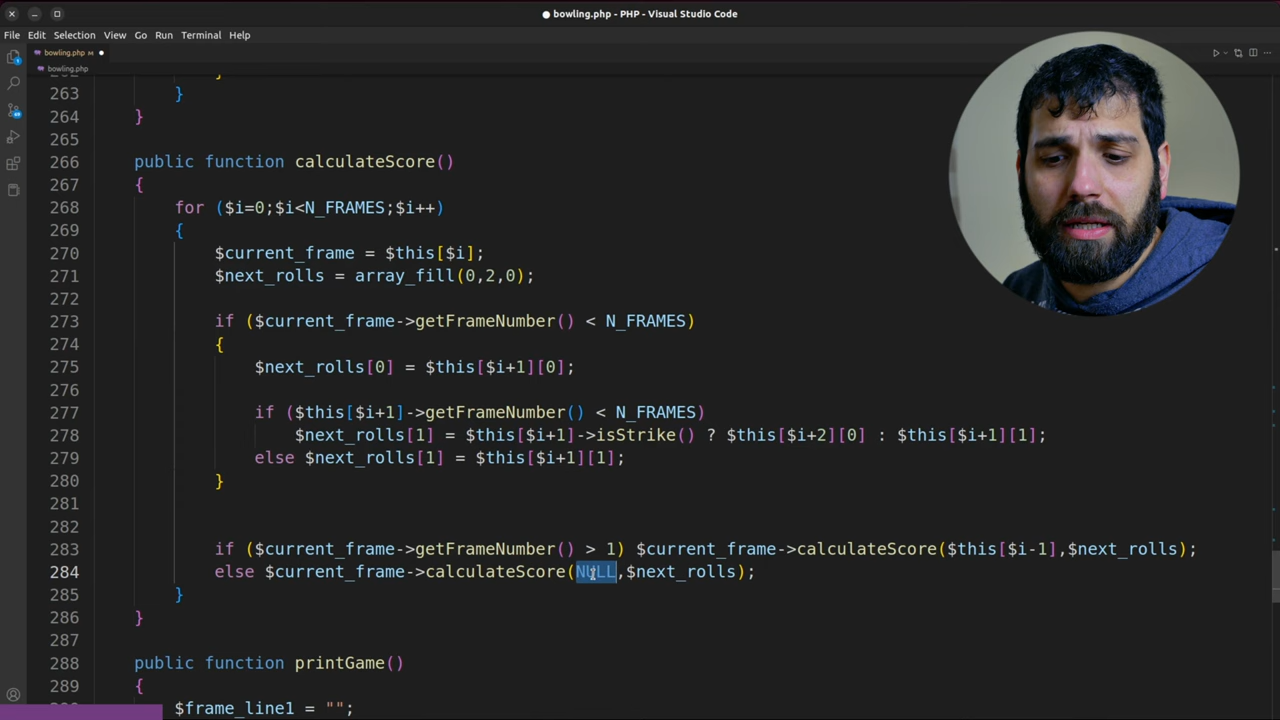 bowling.php - PHP - Visual Studio Code
File Edit Selection View Go Run Terminal Help
bowling.php M
bowling.php
263 }
264 }
265
266 public function calculateScore()
267 {
268 for ($i=0;$i<N_FRAMES;$i++)
269 {
270 $current_frame = $this[$i];
271 $next_rolls = array_fill(0,2,0);
272
273 if ($current_frame->getFrameNumber() < N_FRAMES)
274 {
275 $next_rolls[0] = $this[$i+1][0];
276
277 if ($this[$i+1]->getFrameNumber() < N_FRAMES)
278 $next_rolls[1] = $this[$i+1]->isStrike() ? $this[$i+2][0] : $this[$i+1][1];
279 else $next_rolls[1] = $this[$i+1][1];
280 }
281
282
283 if ($current_frame->getFrameNumber() > 1) $current_frame->calculateScore($this[$i-1],$next_rolls);
284 else $current_frame->calculateScore(NULL,$next_rolls);
285 }
286 }
287
288 public function printGame()
289 {
$frame_line1 = "";